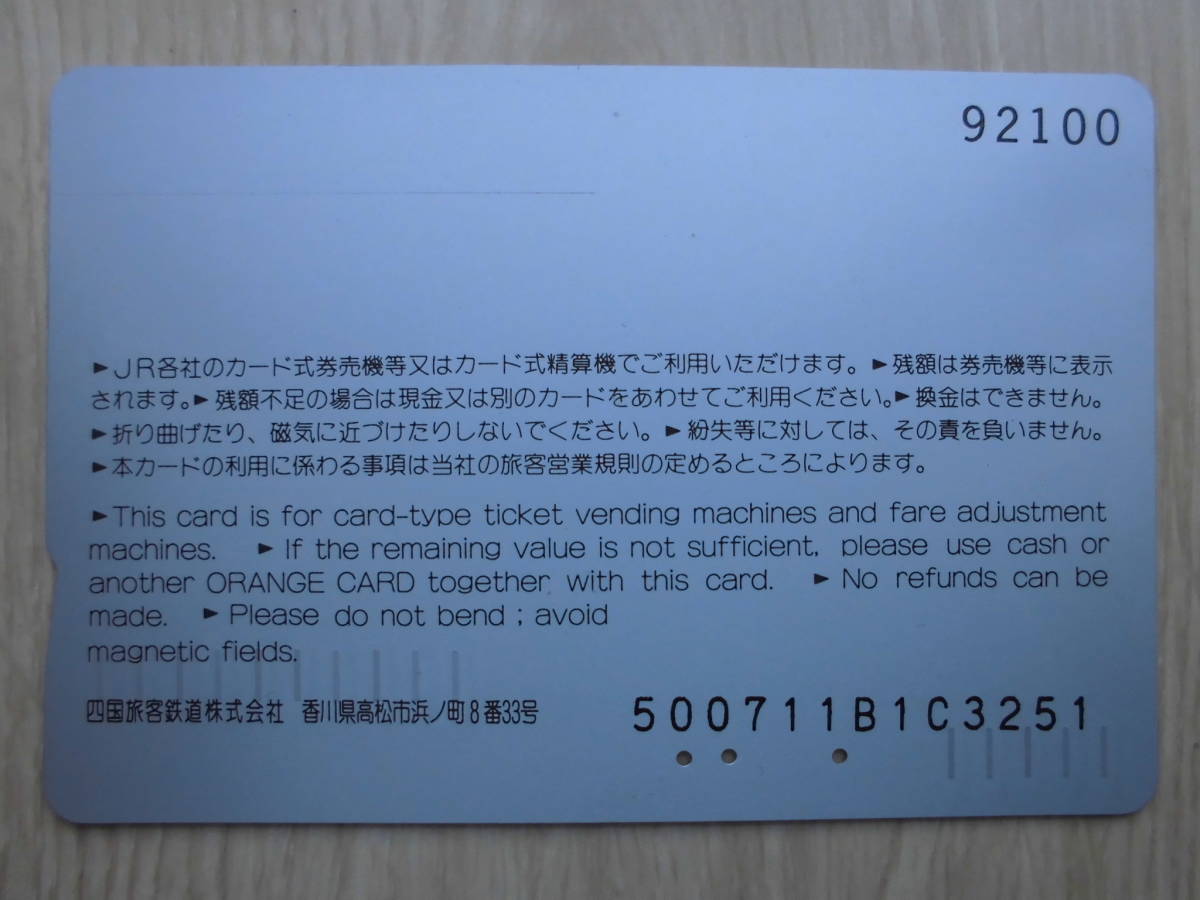 92100
►JR各社のカード式券売機等又はカード式精算機でご利用いただけます。►残額は券売機等に表示
されます。►残額不足の場合は現金又は別のカードをあわせてご利用ください。►換金はできません。
►折り曲げたり、磁気に近づけたりしないでください。►紛失等に対しては、その責を負いません。
►本カードの利用に係わる事項は当社の旅客営業規則の定めるところによります。
►This card is for card-type ticket vending machines and fare adjustment
machines. ►If the remaining value is not sufficient, please use cash or
another ORANGE CARD together with this card. ►No refunds can be
made. ►Please do not bend ; avoid
magnetic fields.
四国旅客鉄道株式会社 香川県高松市浜ノ町8番33号 500711B1C3251